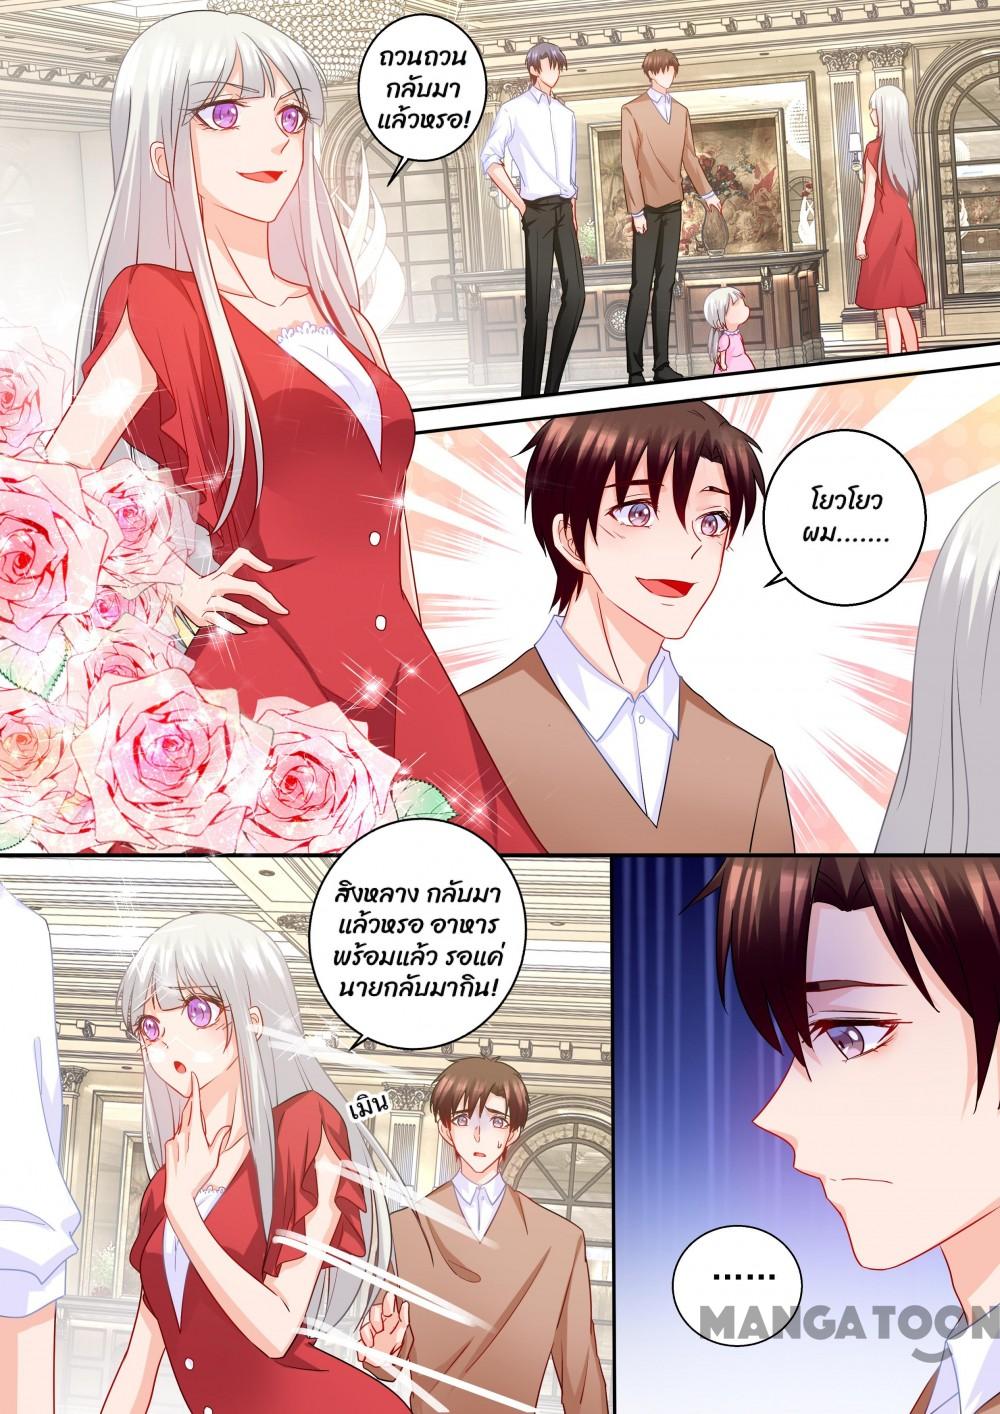 ถวนถวน
กลับมา
แล้วหรอ!
โยวโยว
ผม.......
สิงหลาง กลับมา
แล้วหรอ อาหาร
พร้อมแล้ว รอแค่
นายกลับมากิน!
เมิน
......
MANGATOON